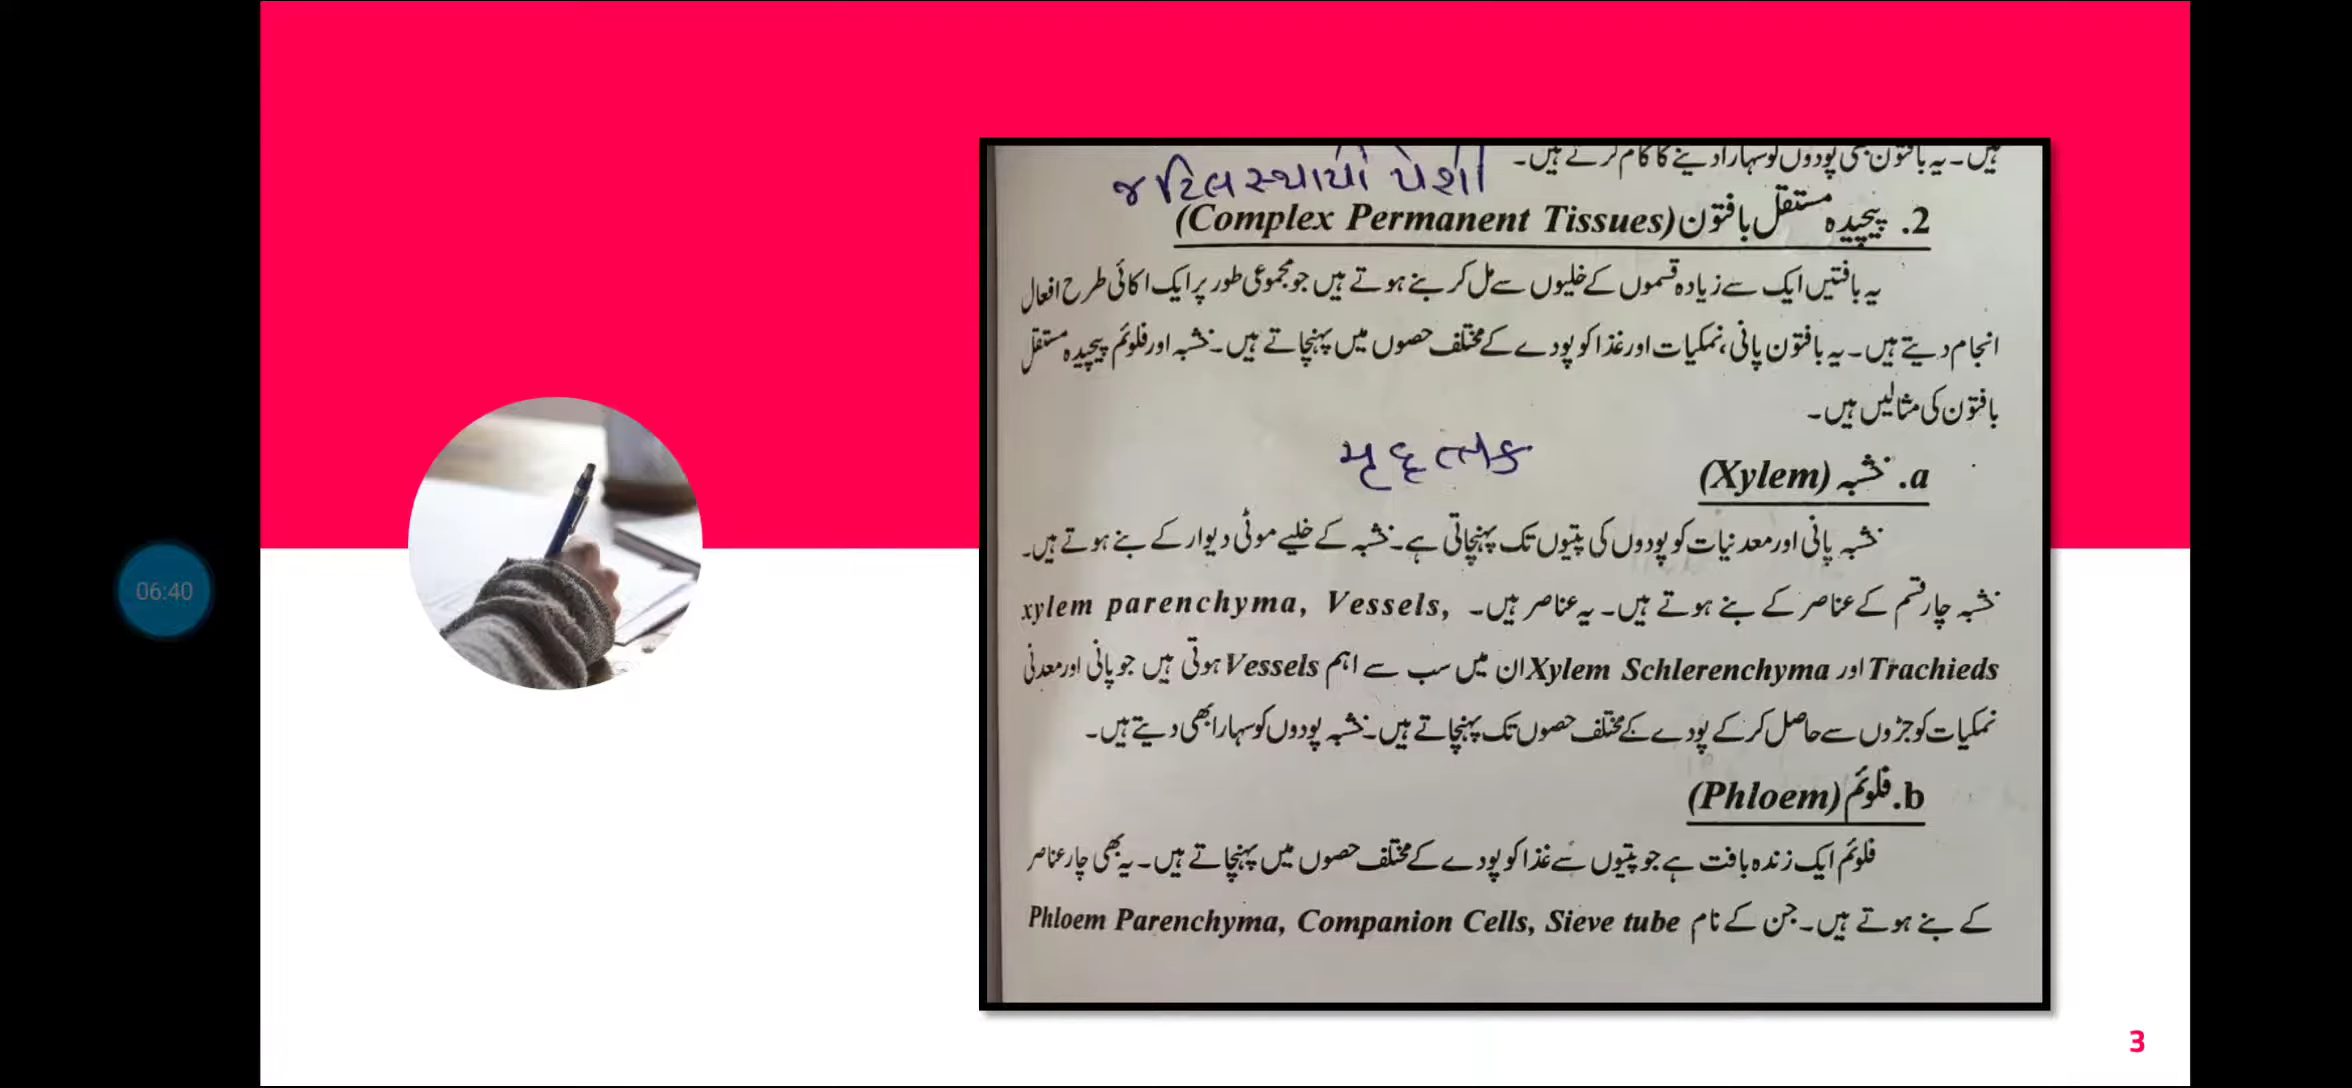 ہیں۔ یہ بافتون بھی پودوں کو سہارا دینے کا کام کرتے ہیں۔
જટિલ સ્થાયી પેશી
2. پیچیدہ مستقل بافتون (Complex Permanent Tissues)
یہ بافتیں ایک سے زیادہ قسموں کے خلیوں سے مل کر بنے ہوتے ہیں جو مجموعی طور پر ایک اکائی طرح افعال
انجام دیتے ہیں۔ یہ بافتون پانی، نمکیات اور غذا کو پودے کے مختلف حصوں میں پہنچاتے ہیں۔ خشبہ اور فلوئم پیچیدہ مستقل
بافتون کی مثالیں ہیں۔
a. خشبہ (Xylem)
خشبہ پانی اور معدنیات کو پودوں کی پتیوں تک پہنچاتی ہے۔ خشبہ کے خلیے موٹی دیوار کے بنے ہوتے ہیں۔
خشبہ چار قسم کے عناصر کے بنے ہوتے ہیں۔ یہ عناصر ہیں۔ xylem parenchyma, Vessels,
Trachieds اور Xylem Schlerenchyma ان میں سب سے اہم Vessels ہوتی ہیں جو پانی اور معدنی
نمکیات کو جڑوں سے حاصل کر کے پودے کے مختلف حصوں تک پہنچاتے ہیں۔ خشبہ پودوں کو سہارا بھی دیتے ہیں۔
b. فلوئم (Phloem)
فلوئم ایک زندہ بافت ہے جو پتیوں سے غذا کو پودے کے مختلف حصوں میں پہنچاتے ہیں۔ یہ بھی چار عناصر
کے بنے ہوتے ہیں۔ جن کے نام Phloem Parenchyma, Companion Cells, Sieve tube
06:40
3